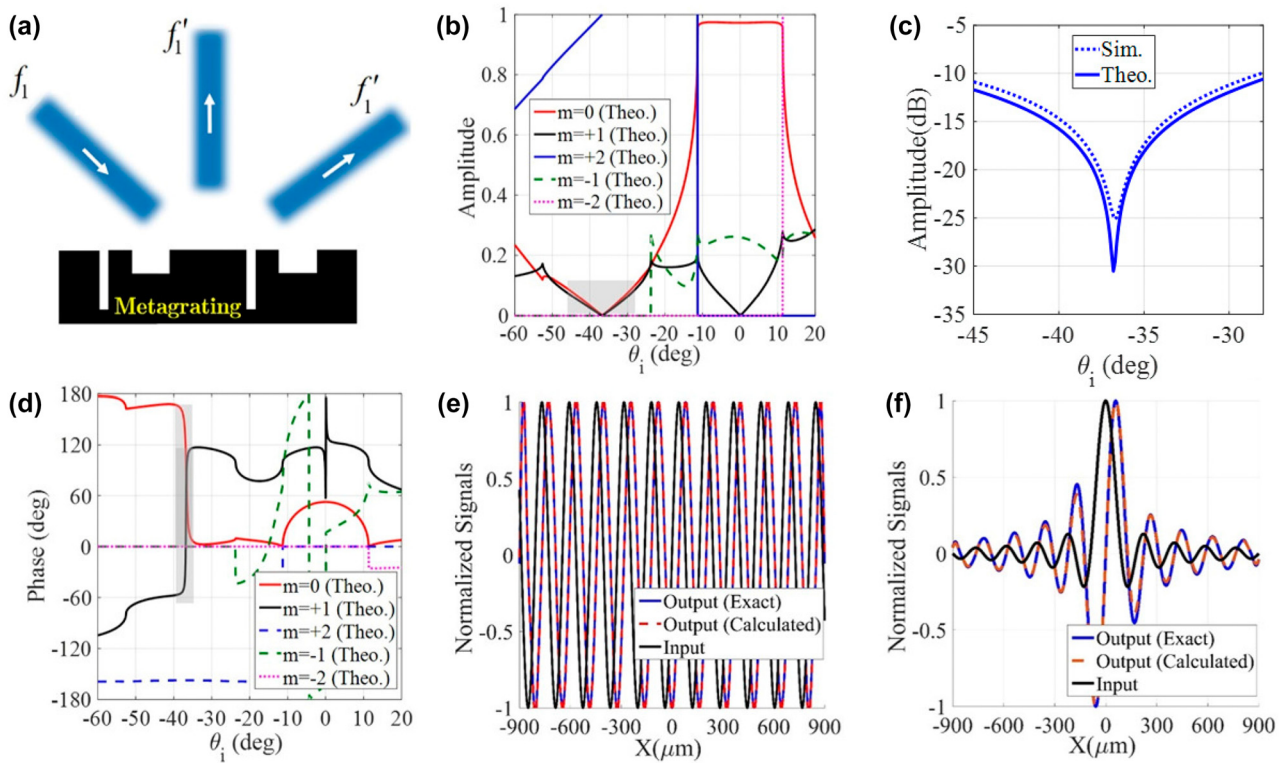 (a)
f₁
f₁′
f₁′
Metagrating
(b)
Amplitude
1
0.8
0.6
0.4
0.2
0
m=0 (Theo.)
m=+1 (Theo.)
m=+2 (Theo.)
m=-1 (Theo.)
m=-2 (Theo.)
-60 -50 -40 -30 -20 -10 0 10 20
θi (deg)
(c)
Amplitude(dB)
-5
-10
-15
-20
-25
-30
-35
Sim.
Theo.
-45 -40 -35 -30
θi (deg)
(d)
Phase (deg)
180
120
60
0
-60
-120
-180
m=0 (Theo.)
m=+1 (Theo.)
m=+2 (Theo.)
m=-1 (Theo.)
m=-2 (Theo.)
-60 -50 -40 -30 -20 -10 0 10 20
θi (deg)
(e)
Normalized Signals
1
0.5
0
-0.5
-1
Output (Exact)
Output (Calculated)
Input
-900 -600 -300 0 300 600 900
X(μm)
(f)
Normalized Signals
1
0.5
0
-0.5
-1
Output (Exact)
Output (Calculated)
Input
-900 -600 -300 0 300 600 900
X(μm)